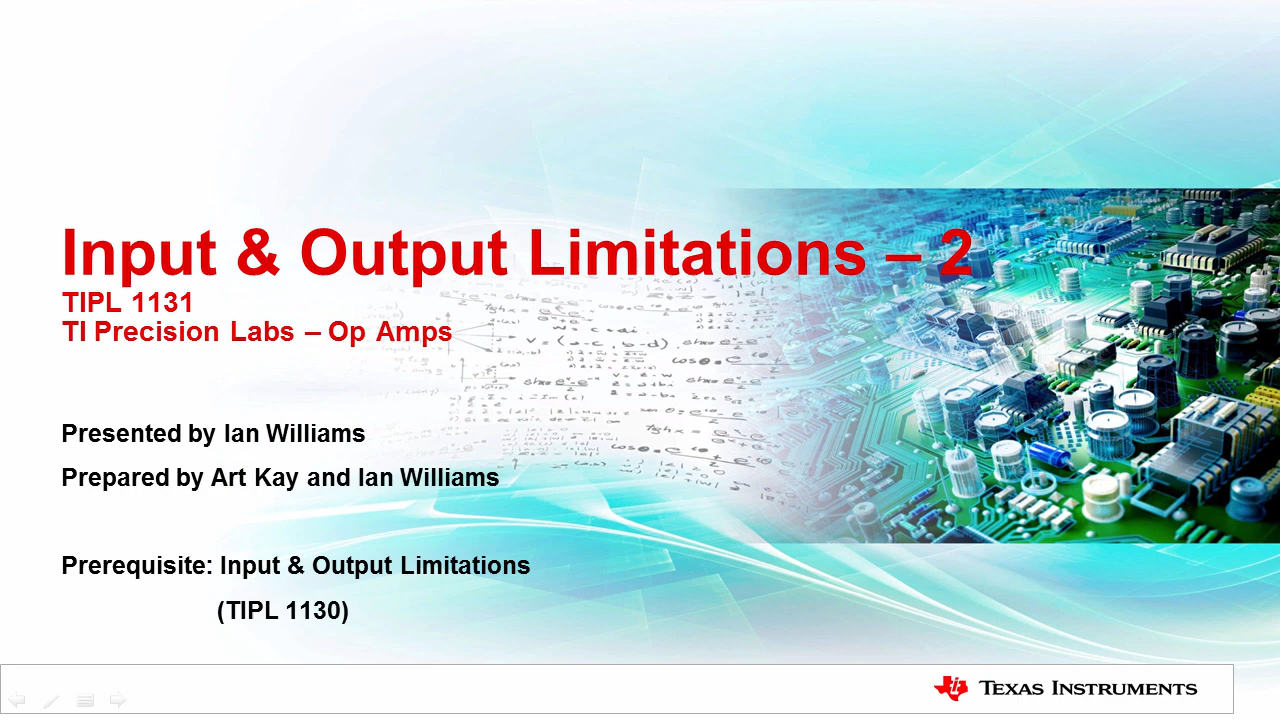 Input & Output Limitations – 2
TIPL 1131
TI Precision Labs – Op Amps
Presented by Ian Williams
Prepared by Art Kay and Ian Williams
Prerequisite: Input & Output Limitations
(TIPL 1130)
TEXAS INSTRUMENTS